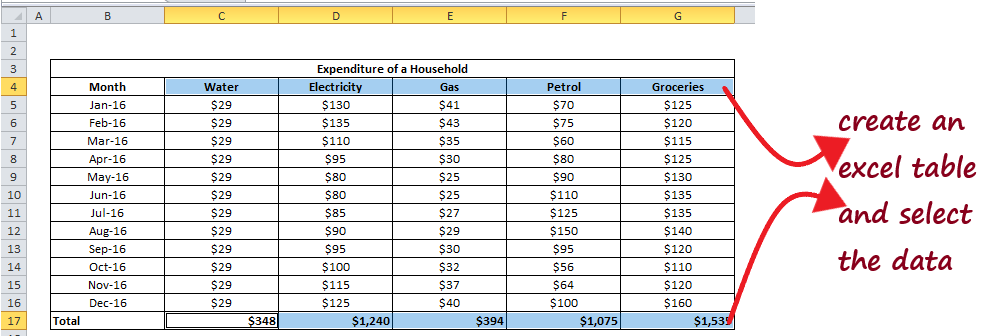 A B C D E F G
1
2
3 Expenditure of a Household
4 Month Water Electricity Gas Petrol Groceries
5 Jan-16 $29 $130 $41 $70 $125
6 Feb-16 $29 $135 $43 $75 $120
7 Mar-16 $29 $110 $35 $60 $115
8 Apr-16 $29 $95 $30 $80 $125
9 May-16 $29 $80 $25 $90 $130
10 Jun-16 $29 $80 $25 $110 $135
11 Jul-16 $29 $85 $27 $125 $135
12 Aug-16 $29 $90 $29 $150 $140
13 Sep-16 $29 $95 $30 $95 $120
14 Oct-16 $29 $100 $32 $56 $110
15 Nov-16 $29 $115 $37 $64 $120
16 Dec-16 $29 $125 $40 $100 $160
17 Total $348 $1,240 $394 $1,075 $1,535
create an
excel table
and select
the data